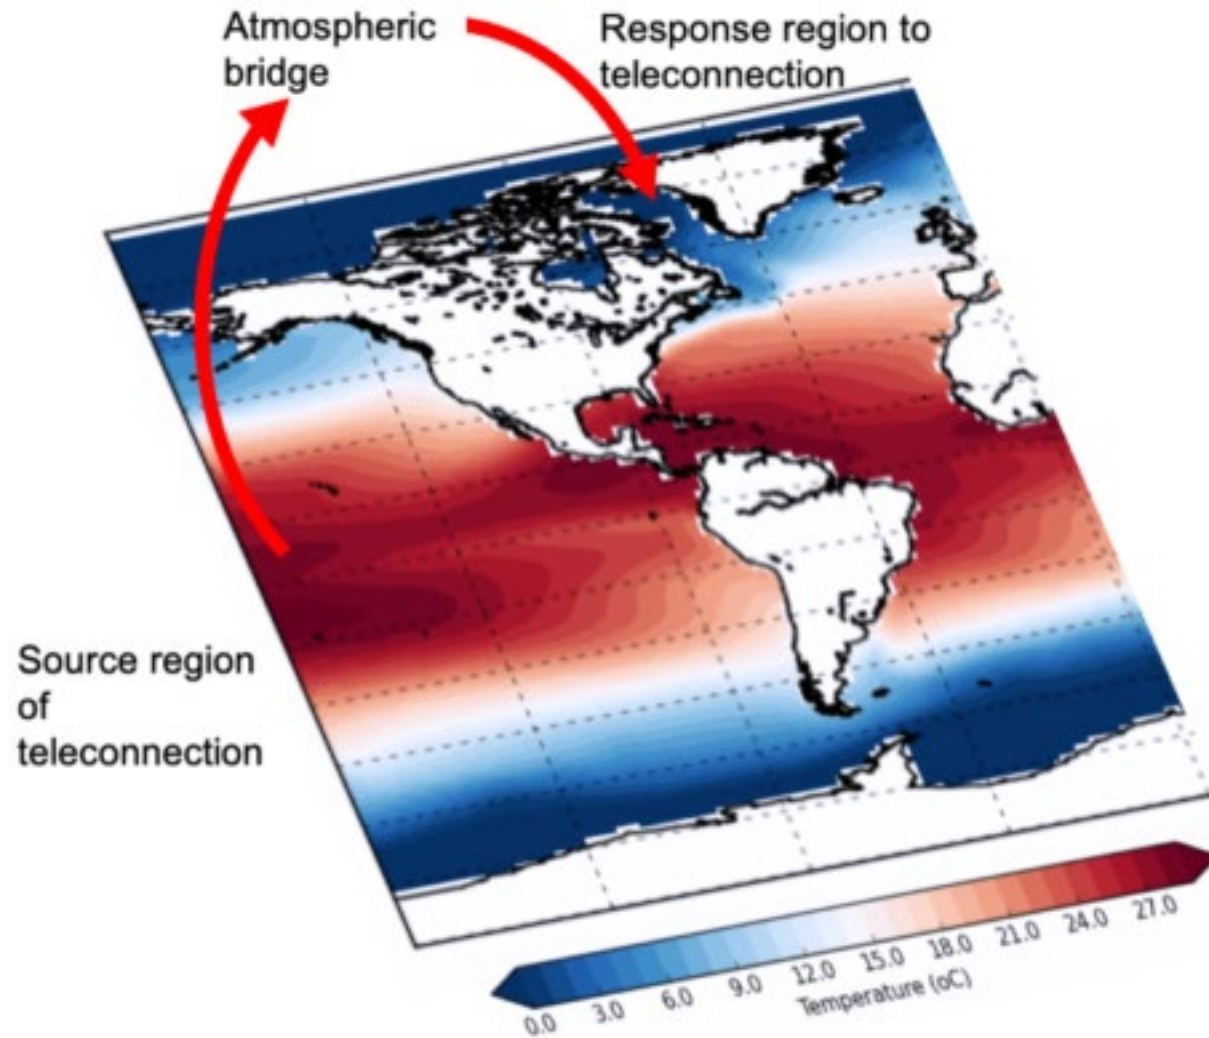 Atmospheric
bridge
Response region to
teleconnection
Source region
of
teleconnection
0.0 3.0 6.0 9.0 12.0 15.0 18.0 21.0 24.0 27.0
Temperature (oC)